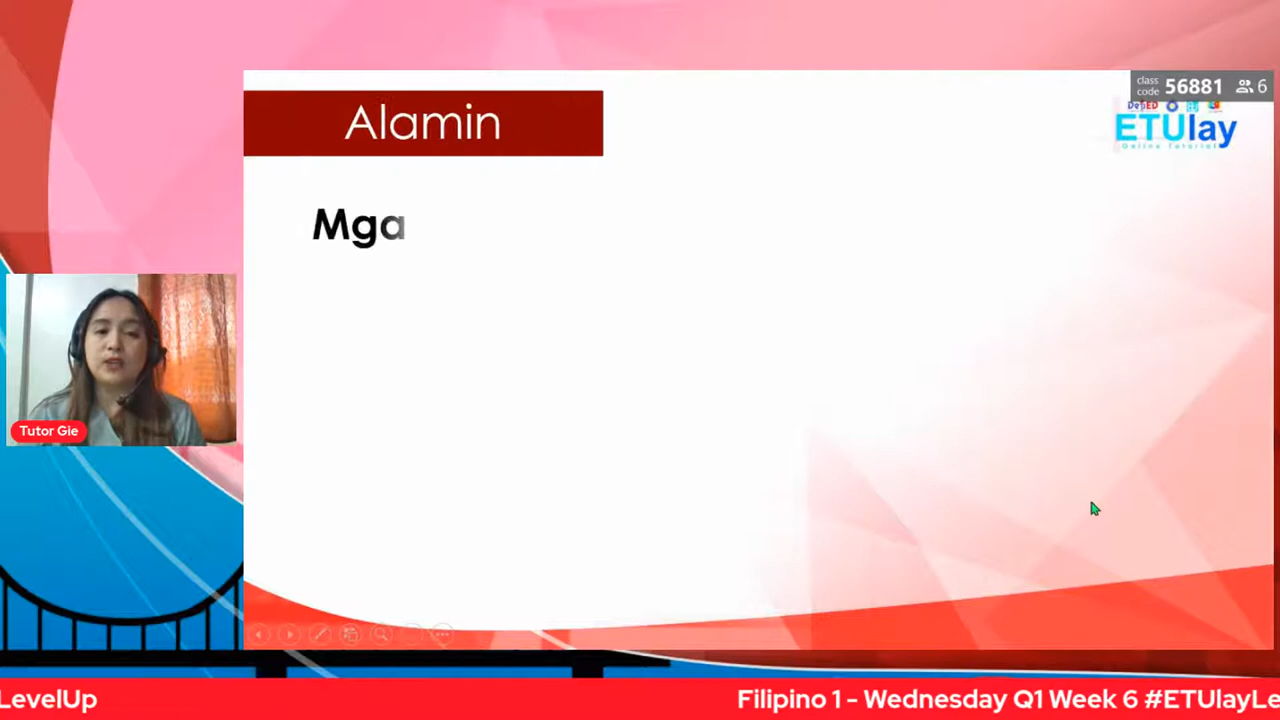 Alamin
class code 56881 6
DepED
ETUlay
Online Tutorial
Mga
Tutor Gie
LevelUp
Filipino 1 - Wednesday Q1 Week 6 #ETUlayLe